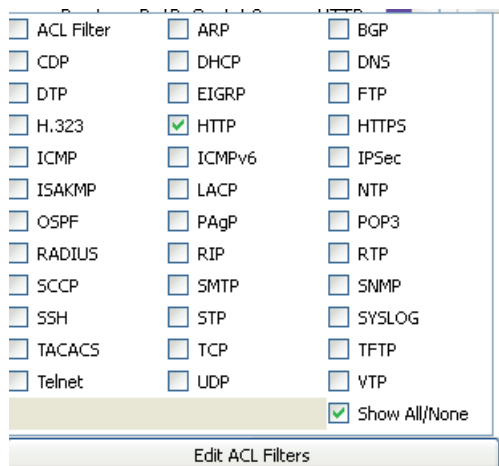 ACL Filter ARP BGP
CDP DHCP DNS
DTP EIGRP FTP
H.323 HTTP HTTPS
ICMP ICMPv6 IPSec
ISAKMP LACP NTP
OSPF PAgP POP3
RADIUS RIP RTP
SCCP SMTP SNMP
SSH STP SYSLOG
TACACS TCP TFTP
Telnet UDP VTP
Show All/None
Edit ACL Filters